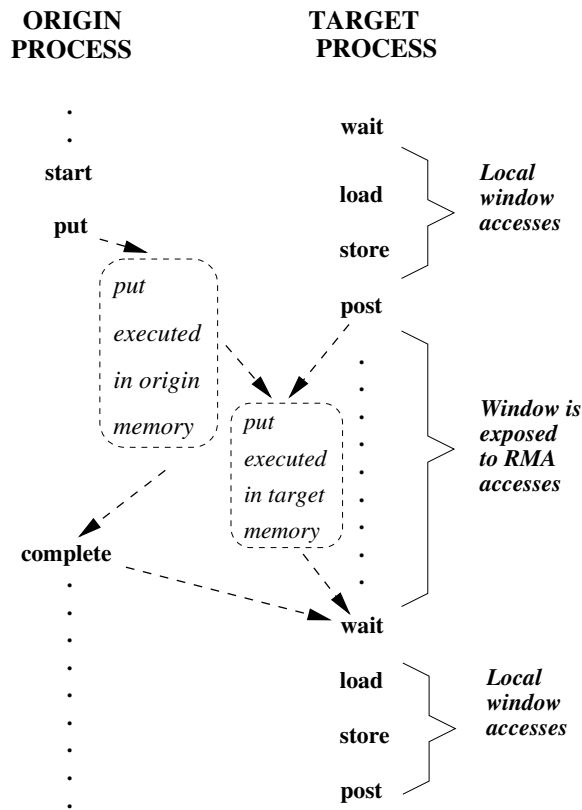 ORIGIN
PROCESS
TARGET
PROCESS
wait
start
load
Local
window
accesses
put
store
put
executed
in origin
memory
post
put
executed
in target
memory
Window is
exposed
to RMA
accesses
complete
wait
load
store
post
Local
window
accesses